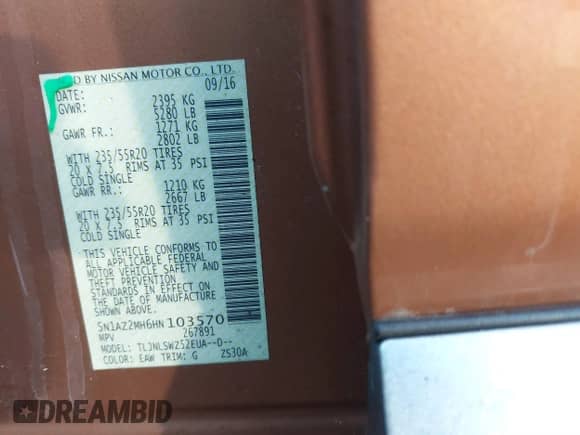 D BY NISSAN MOTOR CO., LTD.
DATE: 09/16
GVWR: 2395 KG
5280 LB
GAWR FR.: 1271 KG
2802 LB
WITH 235/55R20 TIRES
20 X 7.5 RIMS AT 35 PSI
COLD SINGLE
GAWR RR.: 1210 KG
2667 LB
WITH 235/55R20 TIRES
20 X 7.5 RIMS AT 35 PSI
COLD SINGLE
THIS VEHICLE CONFORMS TO
ALL APPLICABLE FEDERAL
MOTOR VEHICLE SAFETY AND
THEFT PREVENTION
STANDARDS IN EFFECT ON
THE DATE OF MANUFACTURE
SHOWN ABOVE.
5N1AZ2MH6HN103570
MPV 267891
MODEL: TLJNLSWZ52EUA--D--
COLOR: EAW TRIM: G ZS30A
DREAMBID